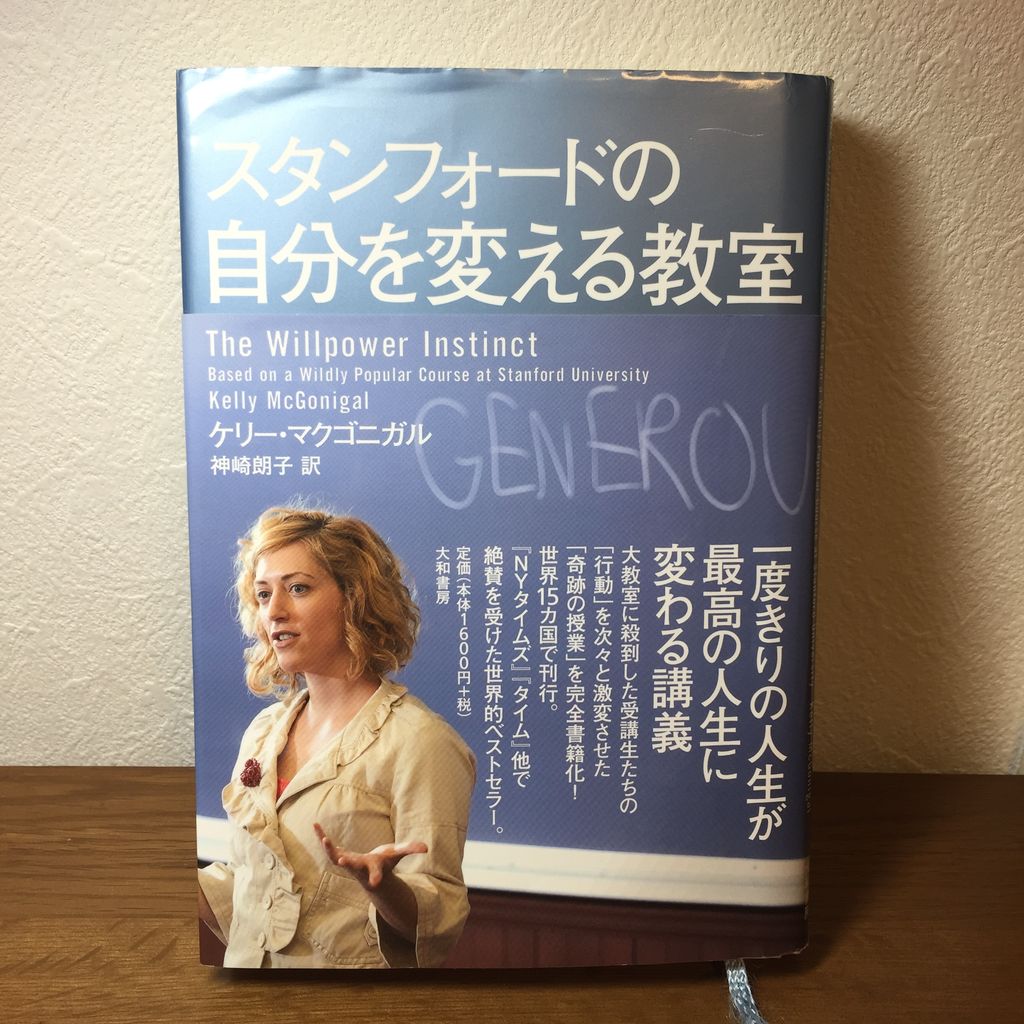 スタンフォードの
自分を変える教室
The Willpower Instinct
Based on a Wildly Popular Course at Stanford University
Kelly McGonigal
ケリー・マクゴニガル
神崎朗子 訳
GENEROU
一度きりの人生が
最高の人生に
変わる講義
大教室に殺到した受講生たちの
「行動」を次々と激変させた
「奇跡の授業」を完全書籍化!
世界15カ国で刊行。
『NYタイムズ』『タイム』他で
絶賛を受けた世界的ベストセラー。
定価(本体1600円+税)
大和書房